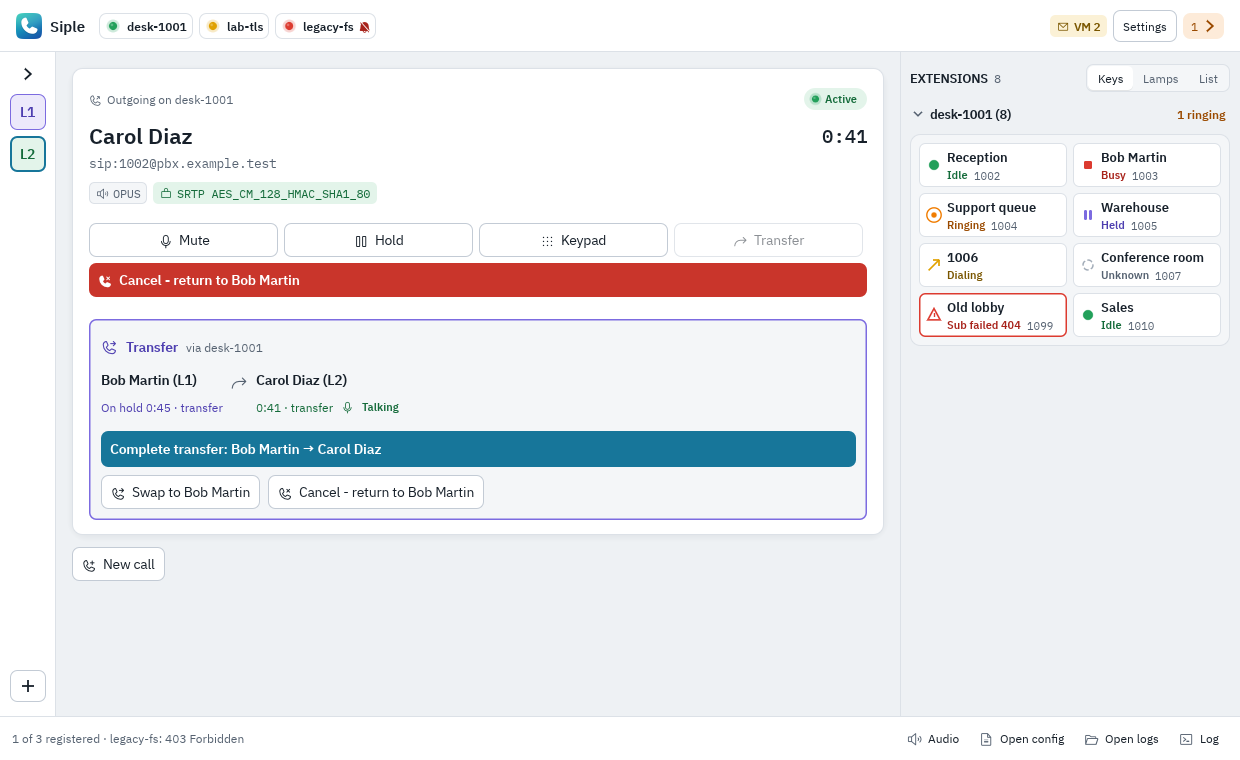 Siple
desk-1001
lab-tls
legacy-fs
VM 2
Settings
1
L1
L2
Outgoing on desk-1001
Active
Carol Diaz
0:41
sip:1002@pbx.example.test
OPUS
SRTP AES_CM_128_HMAC_SHA1_80
Mute
Hold
Keypad
Transfer
Cancel - return to Bob Martin
Transfer via desk-1001
Bob Martin (L1)
Carol Diaz (L2)
On hold 0:45 · transfer
0:41 · transfer
Talking
Complete transfer: Bob Martin → Carol Diaz
Swap to Bob Martin
Cancel - return to Bob Martin
New call
EXTENSIONS 8
Keys
Lamps
List
desk-1001 (8)
1 ringing
Reception
Idle 1002
Bob Martin
Busy 1003
Support queue
Ringing 1004
Warehouse
Held 1005
1006
Dialing
Conference room
Unknown 1007
Old lobby
Sub failed 404 1099
Sales
Idle 1010
1 of 3 registered · legacy-fs: 403 Forbidden
Audio
Open config
Open logs
Log